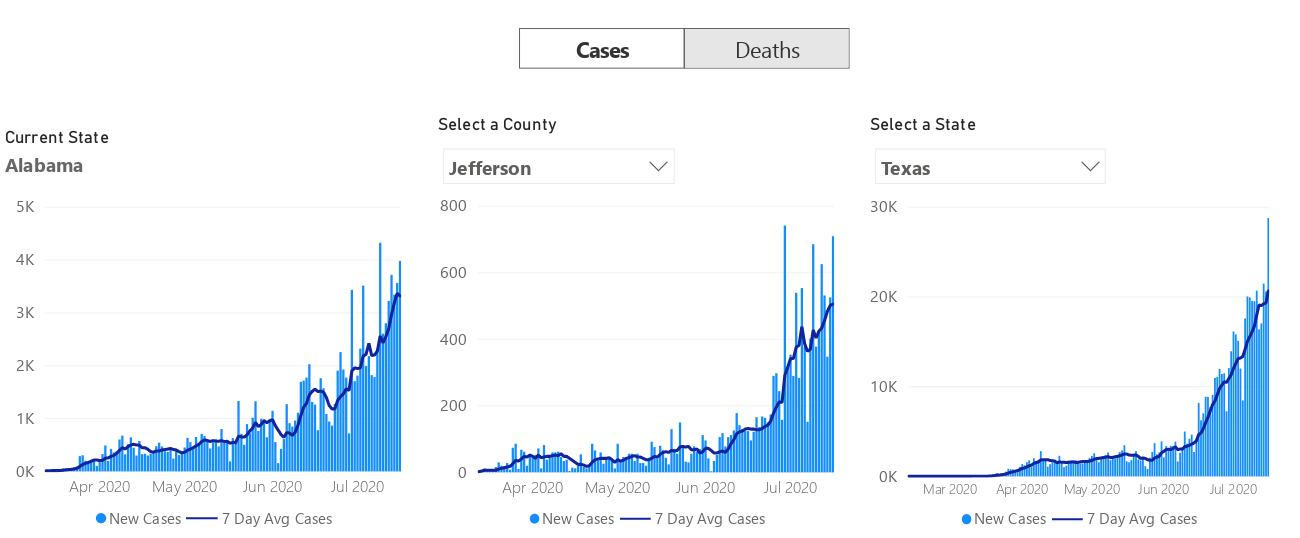 Cases Deaths
Current State
Alabama
5K
4K
3K
2K
1K
0K
Apr 2020 May 2020 Jun 2020 Jul 2020
New Cases 7 Day Avg Cases
Select a County
Jefferson
800
600
400
200
0
Apr 2020 May 2020 Jun 2020 Jul 2020
New Cases 7 Day Avg Cases
Select a State
Texas
30K
20K
10K
0K
Mar 2020 Apr 2020 May 2020 Jun 2020 Jul 2020
New Cases 7 Day Avg Cases